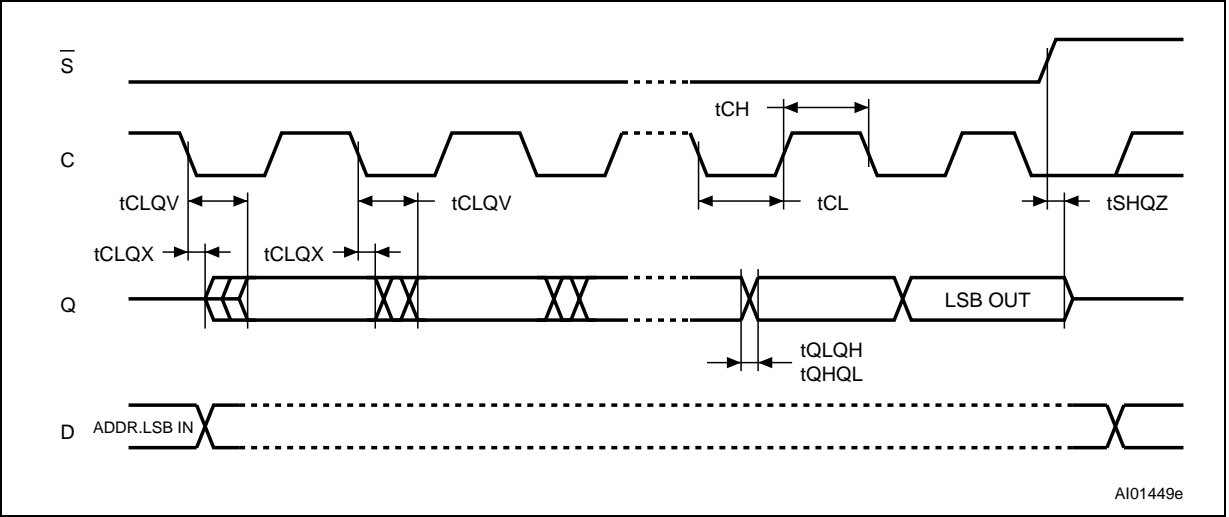 S
tCH
C
tCLQV
tCLQV
tCL
tSHQZ
tCLQX
tCLQX
Q
LSB OUT
tQLQH
tQHQL
D
ADDR.LSB IN
AI01449e